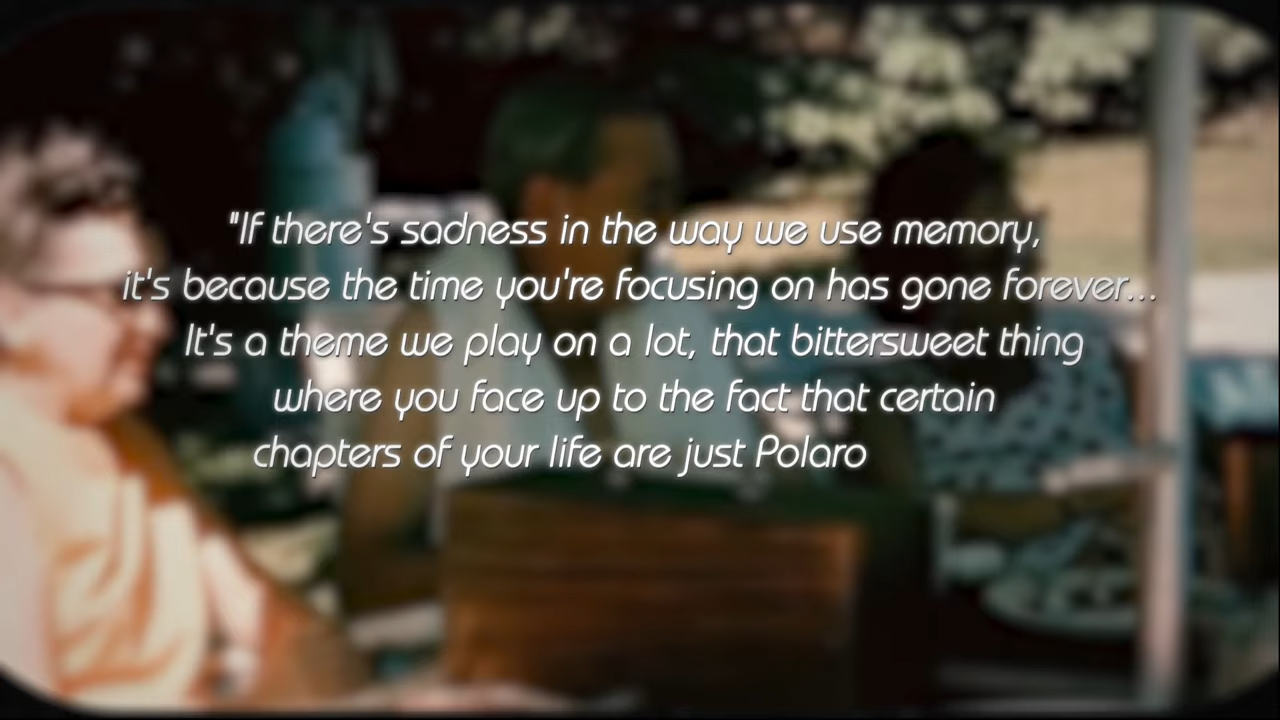 "If there's sadness in the way we use memory,
it's because the time you're focusing on has gone forever...
It's a theme we play on a lot, that bittersweet thing
where you face up to the fact that certain
chapters of your life are just Polaro